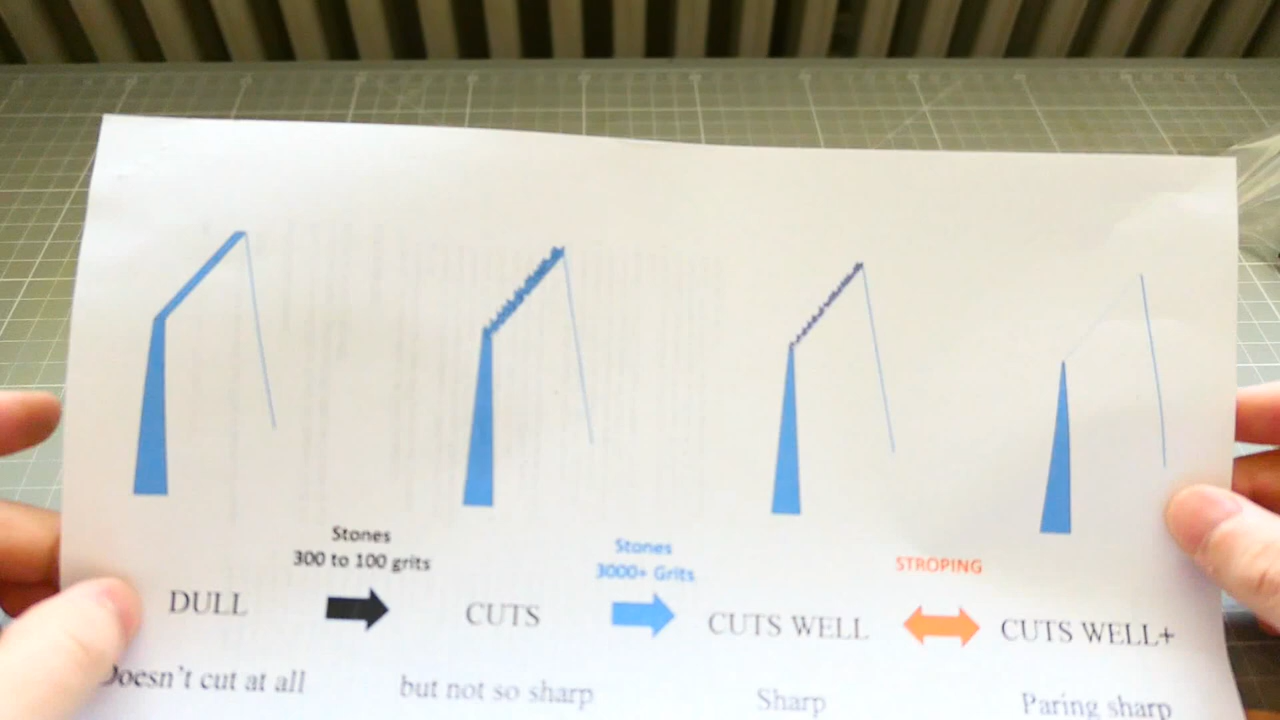 Stones
300 to 100 grits
Stones
3000+ Grits
STROPING
DULL
CUTS
CUTS WELL
CUTS WELL+
Doesn't cut at all
but not so sharp
Sharp
Paring sharp